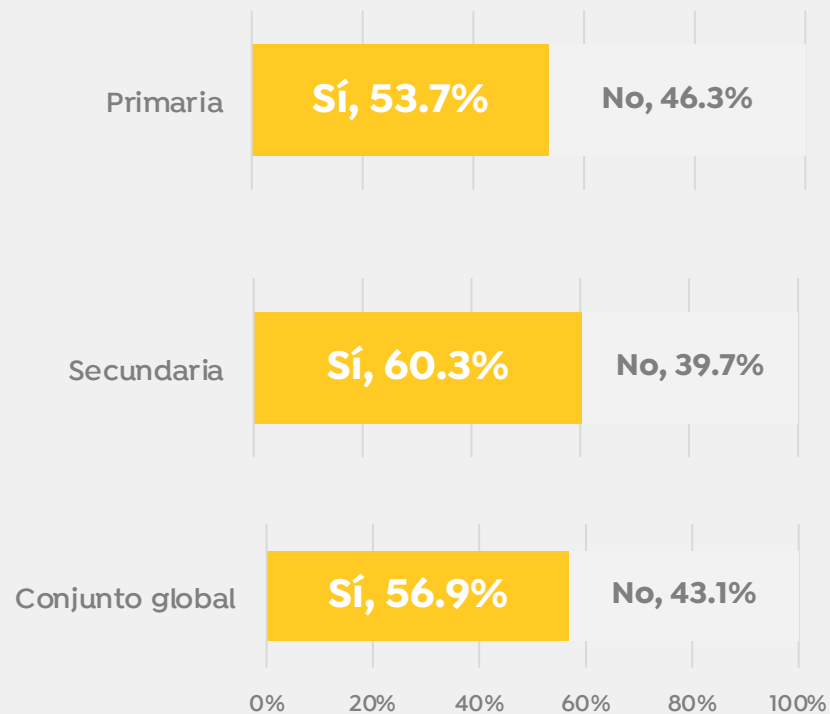 Primaria
Sí, 53.7%
No, 46.3%
Secundaria
Sí, 60.3%
No, 39.7%
Conjunto global
Sí, 56.9%
No, 43.1%
0% 20% 40% 60% 80% 100%